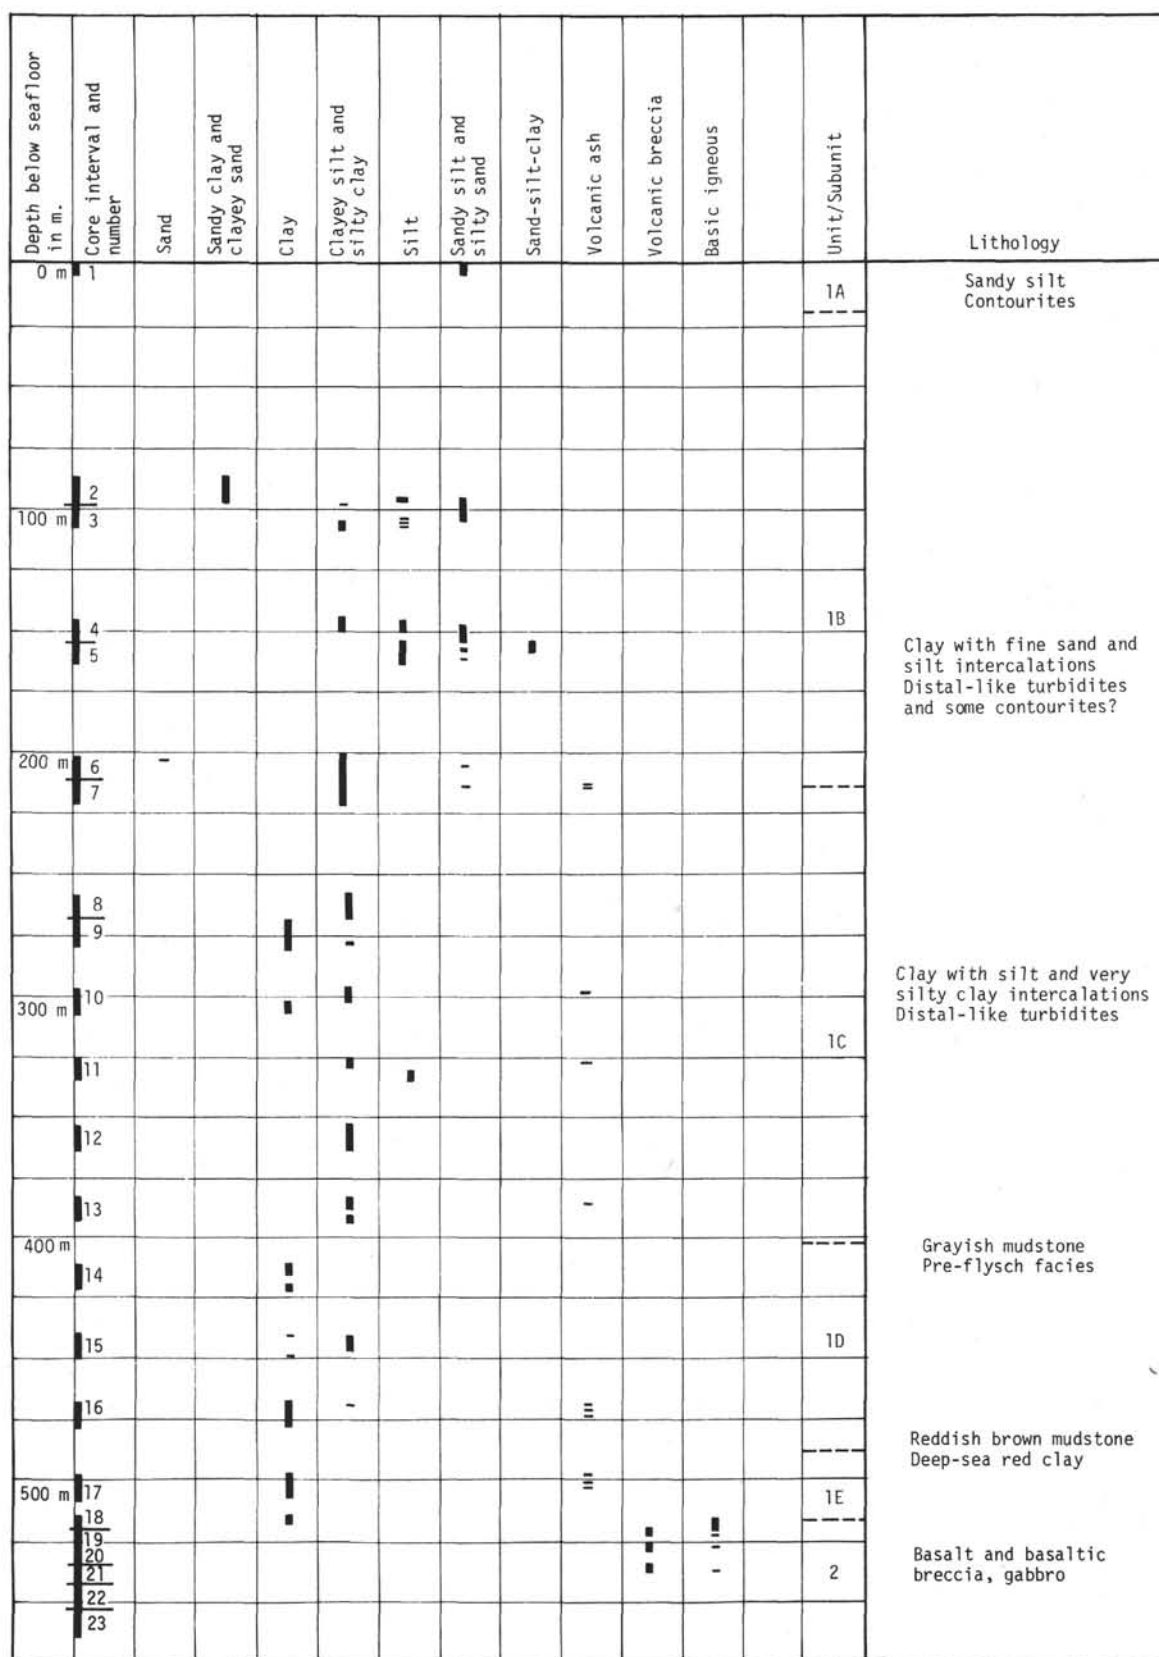 Depth below seafloor
in m.
Core interval and
number
Sand
Sandy clay and
clayey sand
Clay
Clayey silt and
silty clay
Silt
Sandy silt and
silty sand
Sand-silt-clay
Volcanic ash
Volcanic breccia
Basic igneous
Unit/Subunit
Lithology
0 m
1
1A
Sandy silt
Contourites
2
100 m
3
4
1B
5
Clay with fine sand and
silt intercalations
Distal-like turbidites
and some contourites?
200 m
6
7
8
9
10
300 m
Clay with silt and very
silty clay intercalations
Distal-like turbidites
1C
11
12
13
400 m
Grayish mudstone
Pre-flysch facies
14
15
1D
16
Reddish brown mudstone
Deep-sea red clay
500 m
17
1E
18
19
20
21
22
23
2
Basalt and basaltic
breccia, gabbro